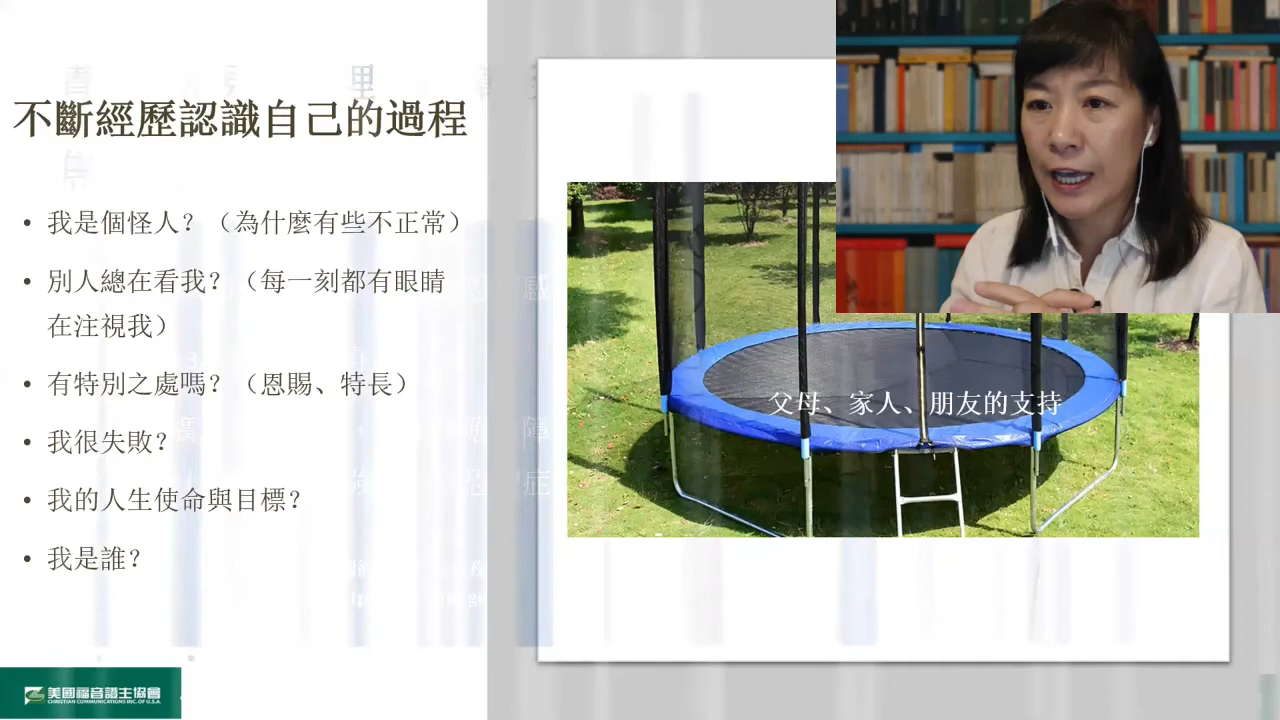 不斷經歷認識自己的過程
• 我是個怪人？（為什麼有些不正常）
• 別人總在看我？（每一刻都有眼睛
在注視我）
• 有特別之處嗎？（恩賜、特長）
• 我很失敗？
• 我的人生使命與目標？
• 我是誰？
父母、家人、朋友的支持
美國福音證主協會
CHRISTIAN COMMUNICATIONS INC. OF U.S.A.